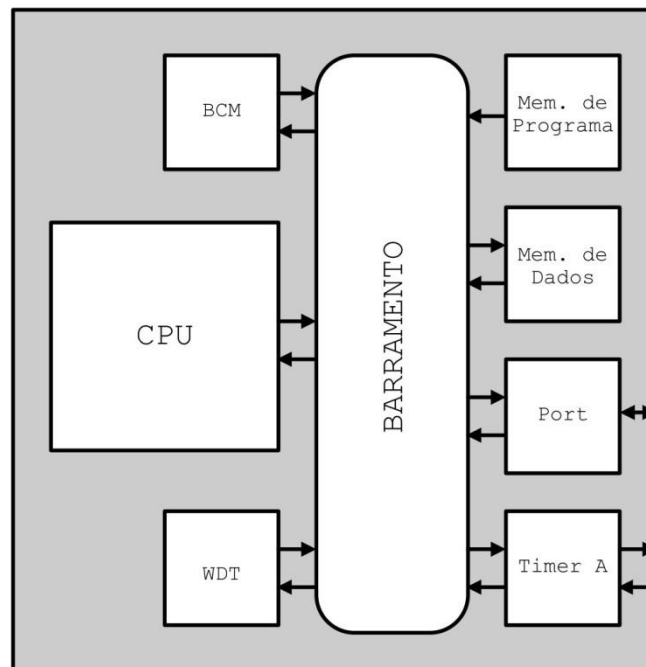 BCM
CPU
WDT
BARRAMENTO
Mem. de
Programa
Mem. de
Dados
Port
Timer A